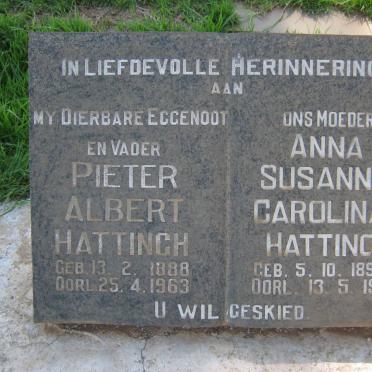 IN LIEFDEVOLLE HERINNERING
AAN
MY DIERBARE EGGENOOT
EN VADER
PIETER
ALBERT
HATTINGH
GEB. 13. 2. 1888
OORL. 25. 4. 1963
ONS MOEDER
ANNA
SUSANN
CAROLINA
HATTING
GEB. 5. 10. 189
OORL. 13. 5. 19
U WIL GESKIED.